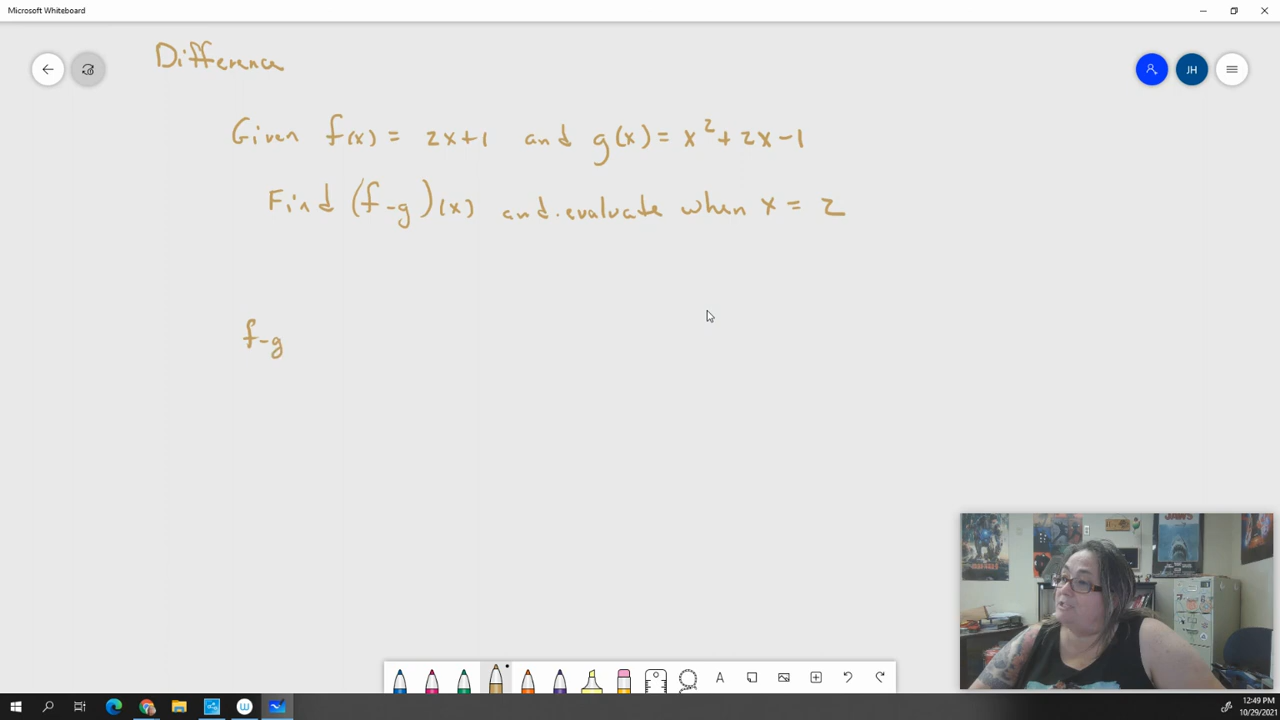 Microsoft Whiteboard
Difference
JH
Given f(x) = 2x+1 and g(x) = x² + 2x - 1
Find (f-g)(x) and evaluate when x = 2
f-g
JAWS
A
12:49 PM
10/29/2021